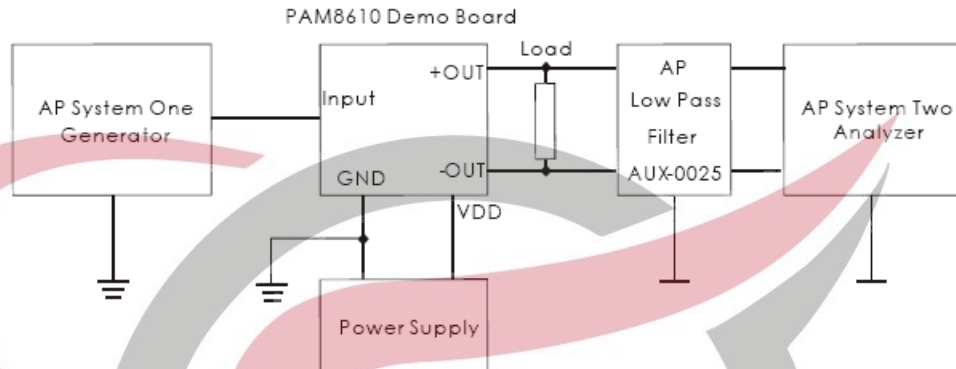 PAM8610 Demo Board
AP System One
Generator
Input
+OUT
-OUT
GND
VDD
Load
AP
Low Pass
Filter
AUX-0025
AP System Two
Analyzer
Power Supply